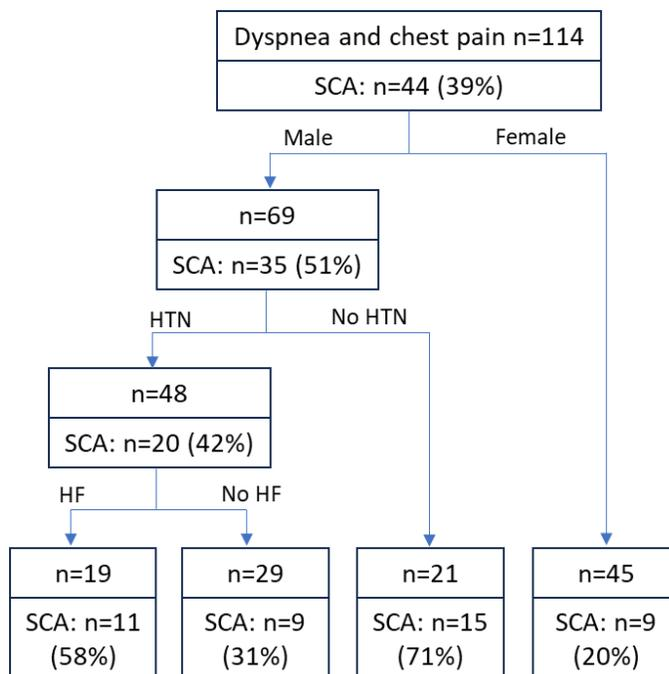 Dyspnea and chest pain n=114
SCA: n=44 (39%)
Male
Female
n=69
SCA: n=35 (51%)
HTN
No HTN
n=48
SCA: n=20 (42%)
HF
No HF
n=19
SCA: n=11
(58%)
n=29
SCA: n=9
(31%)
n=21
SCA: n=15
(71%)
n=45
SCA: n=9
(20%)